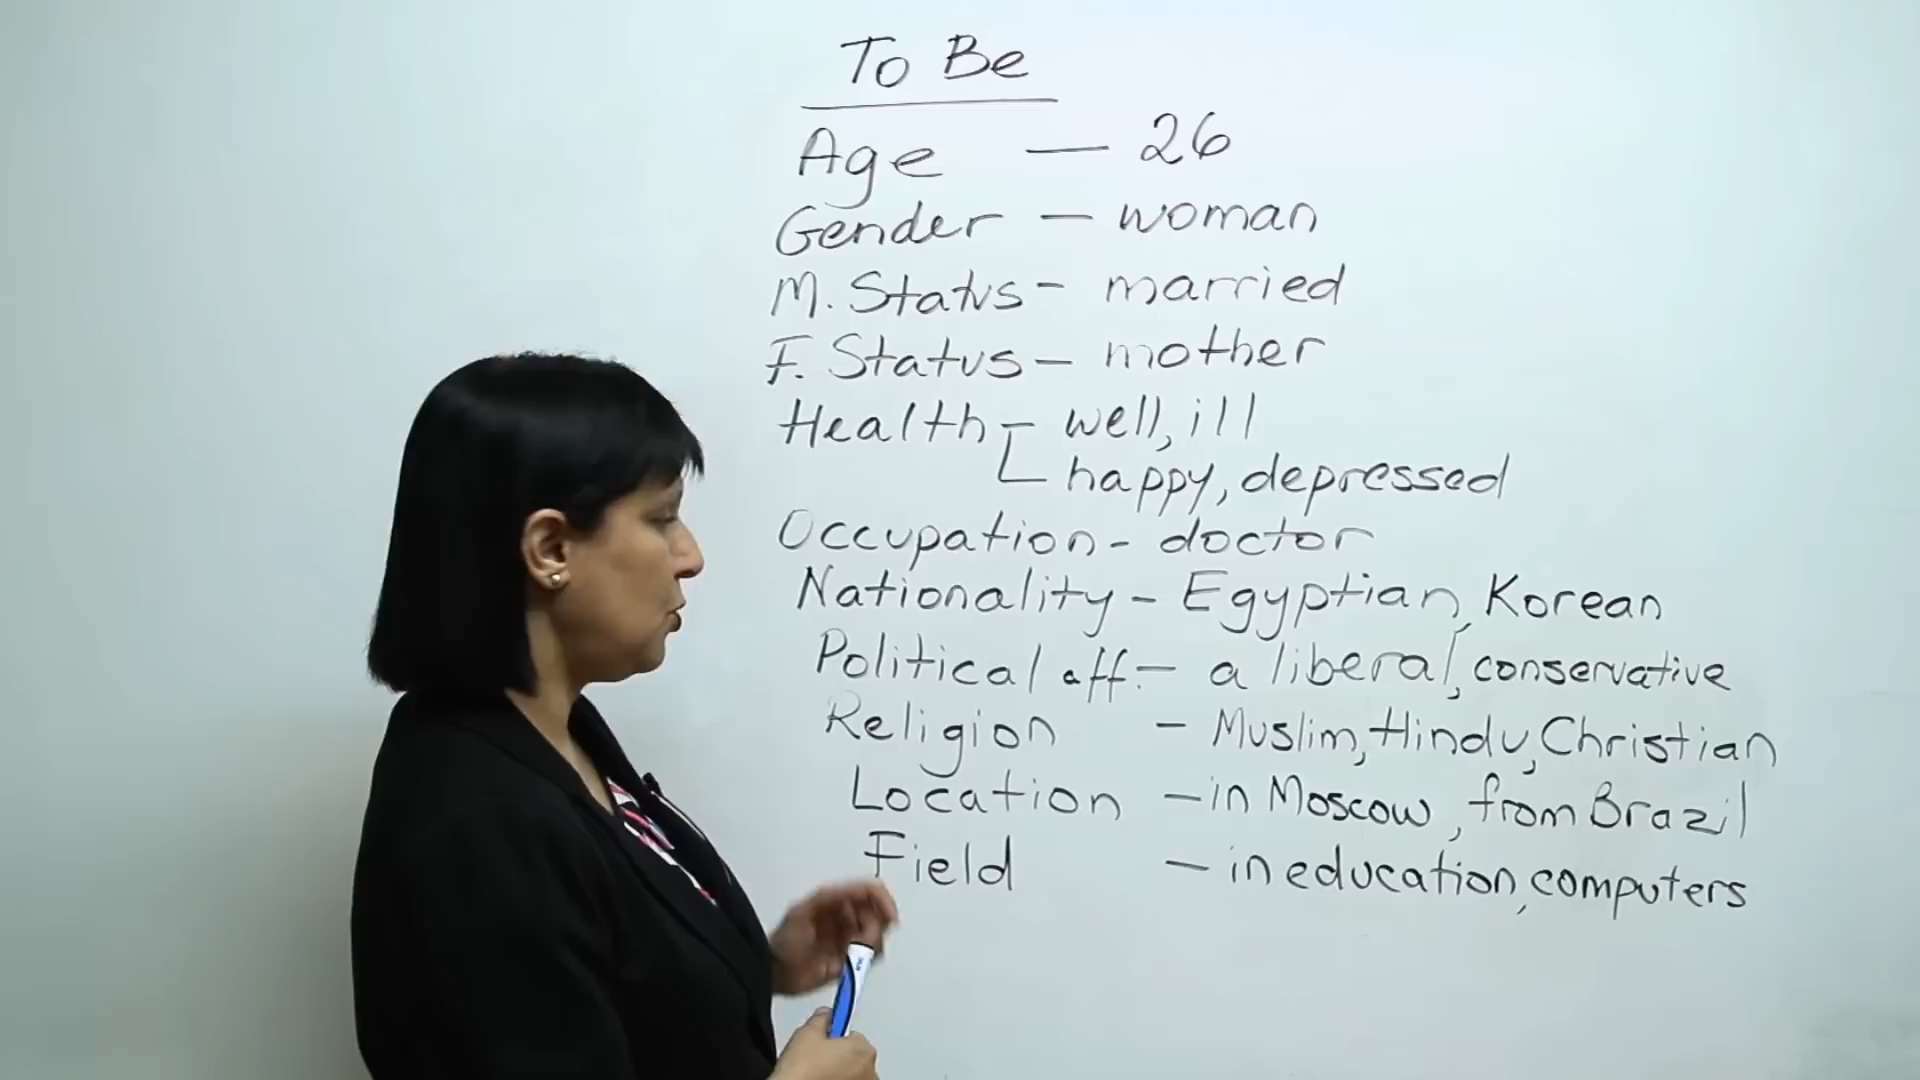 To Be
Age — 26
Gender — woman
M. Status - married
F. Status - mother
Health - well, ill
happy, depressed
Occupation - doctor
Nationality - Egyptian, Korean
Political aff. - a liberal, conservative
Religion - Muslim, Hindu, Christian
Location - in Moscow, from Brazil
Field - in education, computers